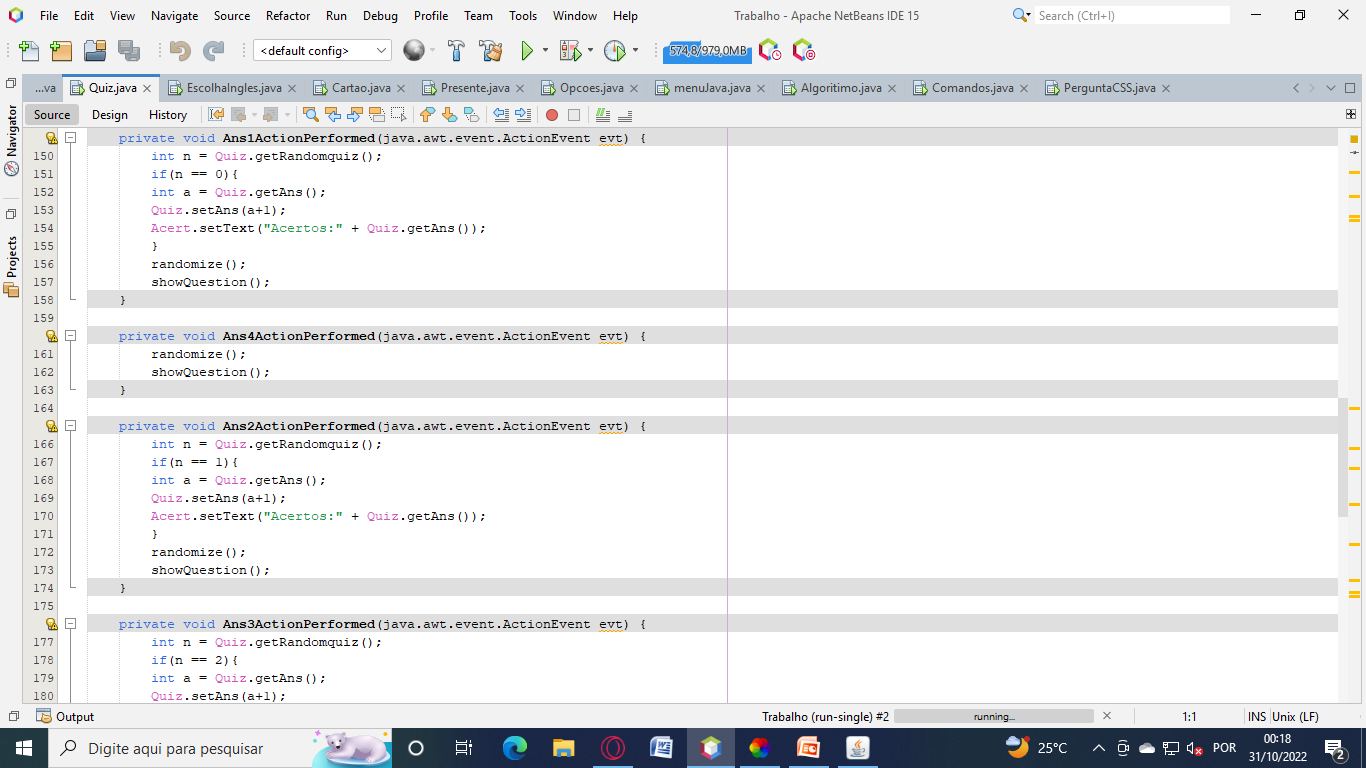 File Edit View Navigate Source Refactor Run Debug Profile Team Tools Window Help Trabalho - Apache NetBeans IDE 15 Search (Ctrl+I)
<default config> 574,8/979,0MB
...va Quiz.java EscolhaIngles.java Cartao.java Presente.java Opcoes.java menuJava.java Algoritimo.java Comandos.java PerguntaCSS.java
Source Design History
Navigator
Projects
private void Ans1ActionPerformed(java.awt.event.ActionEvent evt) {
150 int n = Quiz.getRandomquiz();
151 if(n == 0){
152 int a = Quiz.getAns();
153 Quiz.setAns(a+1);
154 Acert.setText("Acertos:" + Quiz.getAns());
155 }
156 randomize();
157 showQuestion();
158 }
159
private void Ans4ActionPerformed(java.awt.event.ActionEvent evt) {
161 randomize();
162 showQuestion();
163 }
164
private void Ans2ActionPerformed(java.awt.event.ActionEvent evt) {
166 int n = Quiz.getRandomquiz();
167 if(n == 1){
168 int a = Quiz.getAns();
169 Quiz.setAns(a+1);
170 Acert.setText("Acertos:" + Quiz.getAns());
171 }
172 randomize();
173 showQuestion();
174 }
175
private void Ans3ActionPerformed(java.awt.event.ActionEvent evt) {
177 int n = Quiz.getRandomquiz();
178 if(n == 2){
179 int a = Quiz.getAns();
180 Quiz.setAns(a+1);
Output Trabalho (run-single) #2 running... 1:1 INS Unix (LF)
Digite aqui para pesquisar 25°C POR 00:18
31/10/2022 2